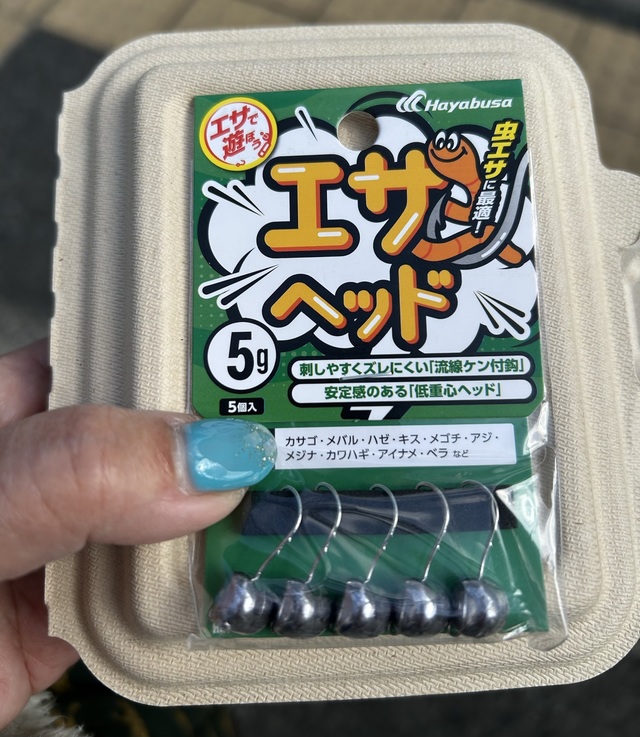 Hayabusa
エサで
遊ぼう
虫エサに最適!
エサ
ヘッド
5g
5個入
刺しやすくズレにくい「流線ケン付鈎」
安定感のある「低重心ヘッド」
カサゴ・メバル・ハゼ・キス・メゴチ・アジ・
メジナ・カワハギ・アイナメ・ベラ など